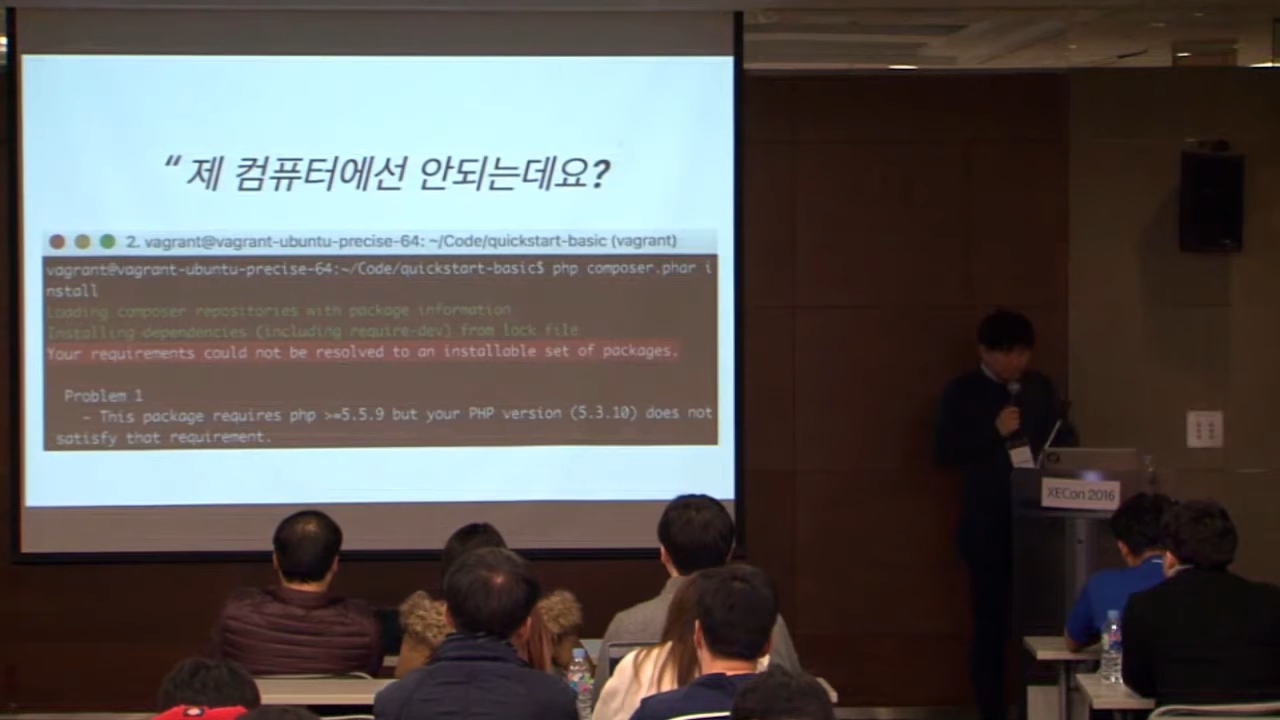 “ 제 컴퓨터에선 안되는데요?
2. vagrant@vagrant-ubuntu-precise-64: ~/Code/quickstart-basic (vagrant)
vagrant@vagrant-ubuntu-precise-64:~/Code/quickstart-basic$ php composer.phar i
nstall
Loading composer repositories with package information
Installing dependencies (including require-dev) from lock file
Your requirements could not be resolved to an installable set of packages.
Problem 1
- This package requires php >=5.5.9 but your PHP version (5.3.10) does not
satisfy that requirement.
XECon 2016